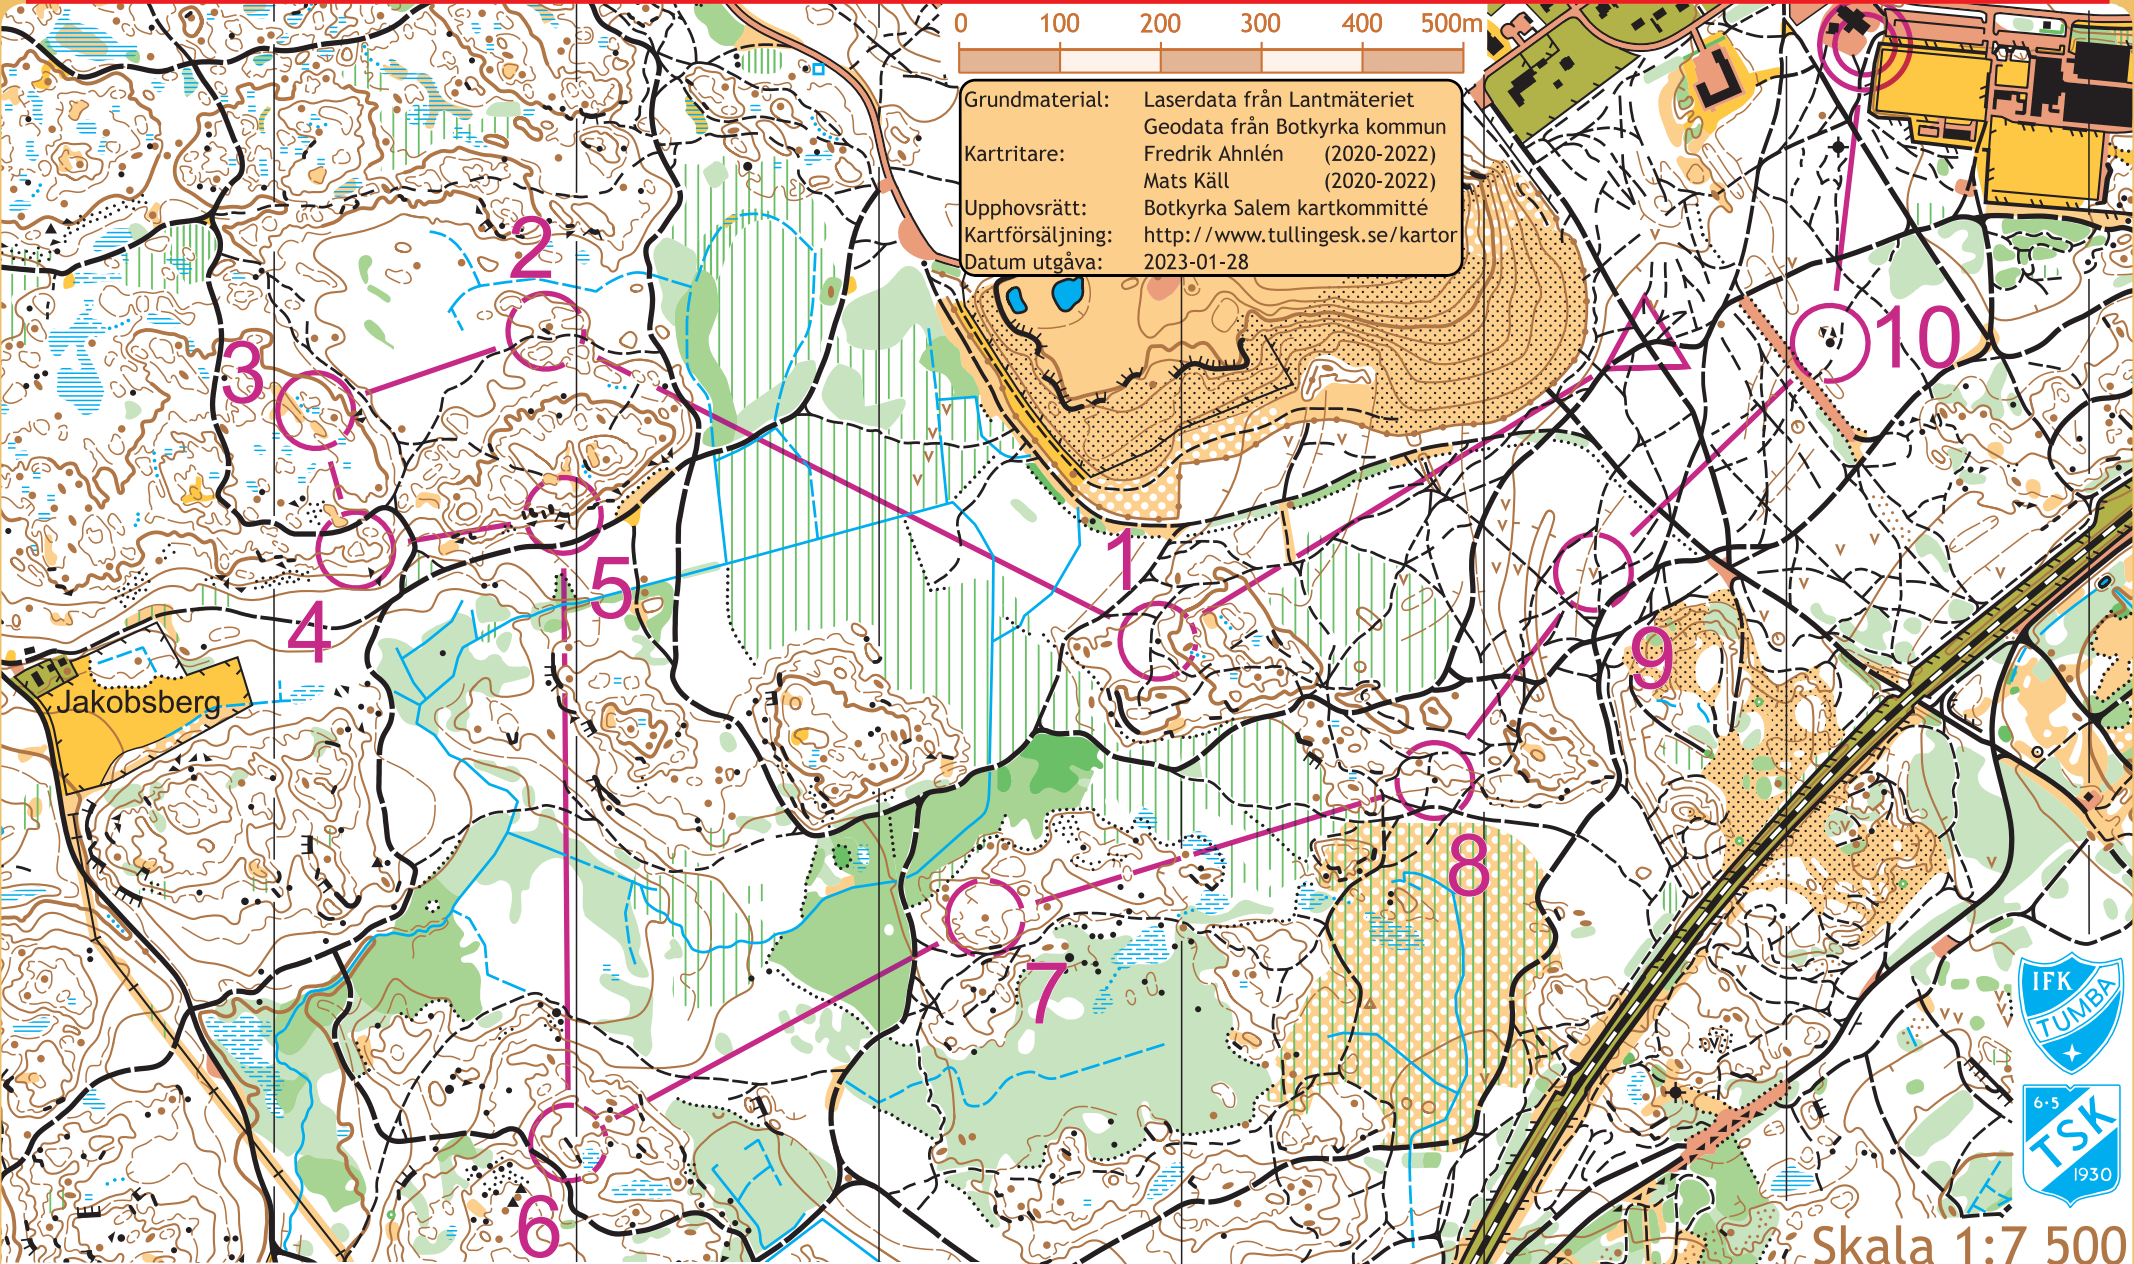 0 100 200 300 400 500m
Grundmaterial: Laserdata från Lantmäteriet
Geodata från Botkyrka kommun
Kartritare: Fredrik Ahnlén (2020-2022)
Mats Käll (2020-2022)
Upphovsrätt: Botkyrka Salem kartkommitté
Kartförsäljning: http://www.tullingesk.se/kartor
Datum utgåva: 2023-01-28
2
10
3
1
5
4
9
Jakobsberg
8
7
IFK
TUMBA
6·5
TSK
1930
6
Skala 1:7 500